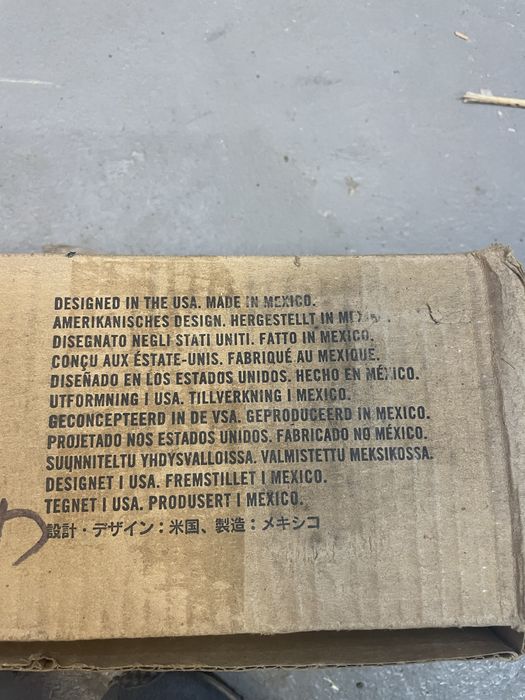 DESIGNED IN THE USA. MADE IN MEXICO.
AMERIKANISCHES DESIGN. HERGESTELLT IN
DISEGNATO NEGLI STATI UNITI. FATTO IN MEXICO.
CONÇU AUX ÉSTATE-UNIS. FABRIQUÉ AU MEXIQUE.
DISEÑADO EN LOS ESTADOS UNIDOS. HECHO EN MÉXICO.
UTFORMNING I USA. TILLVERKNING I MEXICO.
GECONCEPTEERD IN DE VSA. GEPRODUCEERD IN MEXICO.
PROJETADO NOS ESTADOS UNIDOS. FABRICADO NO MÉXICO.
SUUNNITELTU YHDYSVALLOISSA. VALMISTETTU MEKSIKOSSA.
DESIGNET I USA. FREMSTILLET I MEXICO.
TEGNET I USA. PRODUSERT I MEXICO.
設計・デザイン：米国、製造：メキシコ